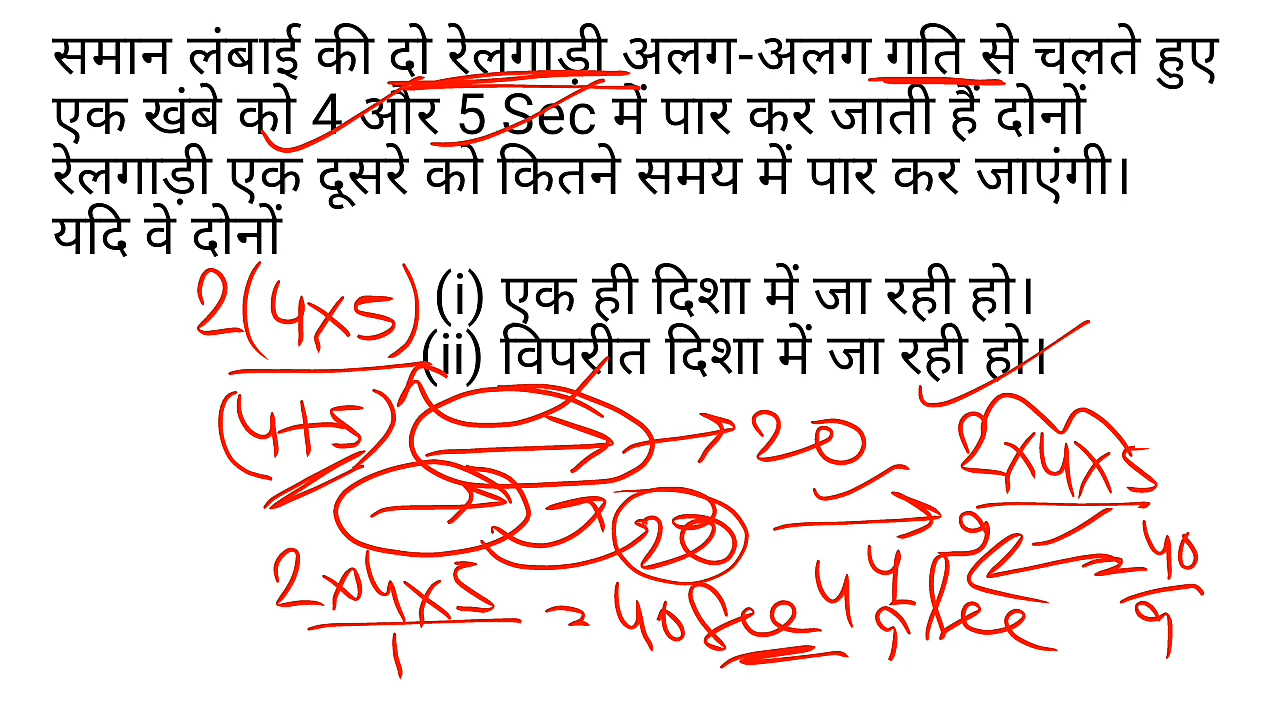 समान लंबाई की दो रेलगाड़ी अलग-अलग गति से चलते हुए
एक खंबे को 4 और 5 Sec में पार कर जाती हैं दोनों
रेलगाड़ी एक दूसरे को कितने समय में पार कर जाएंगी।
यदि वे दोनों
(i) एक ही दिशा में जा रही हो।
(ii) विपरीत दिशा में जा रही हो।
2(4×5)
(4+5)
20
20
2×4×5
9
= 40
9
2×4×5
1
= 40 Sec
4 4
9
Sec